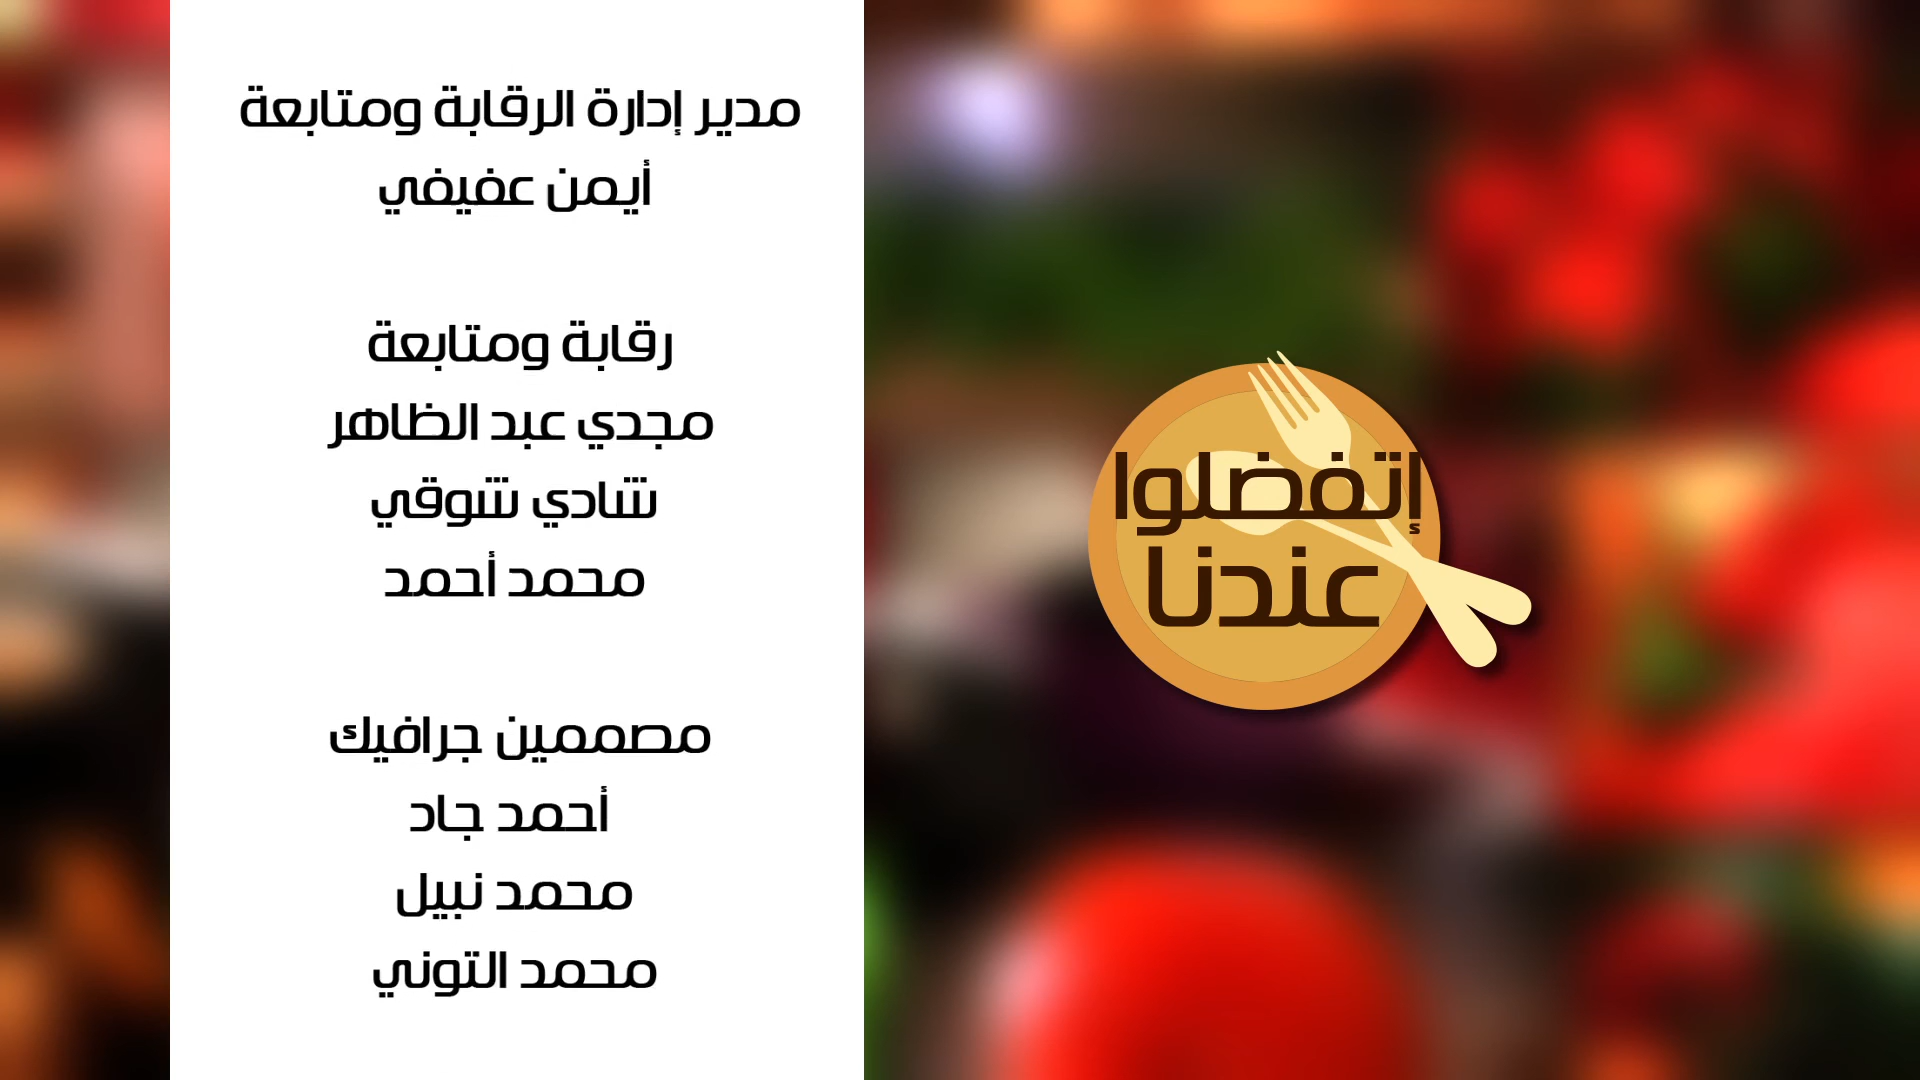 مدير إدارة الرقابة ومتابعة
أيمن عفيفي
رقابة ومتابعة
مجدي عبد الظاهر
شادي شوقي
محمد أحمد
مصممين جرافيك
أحمد جاد
محمد نبيل
محمد التوني
إتفضلوا
عندنا